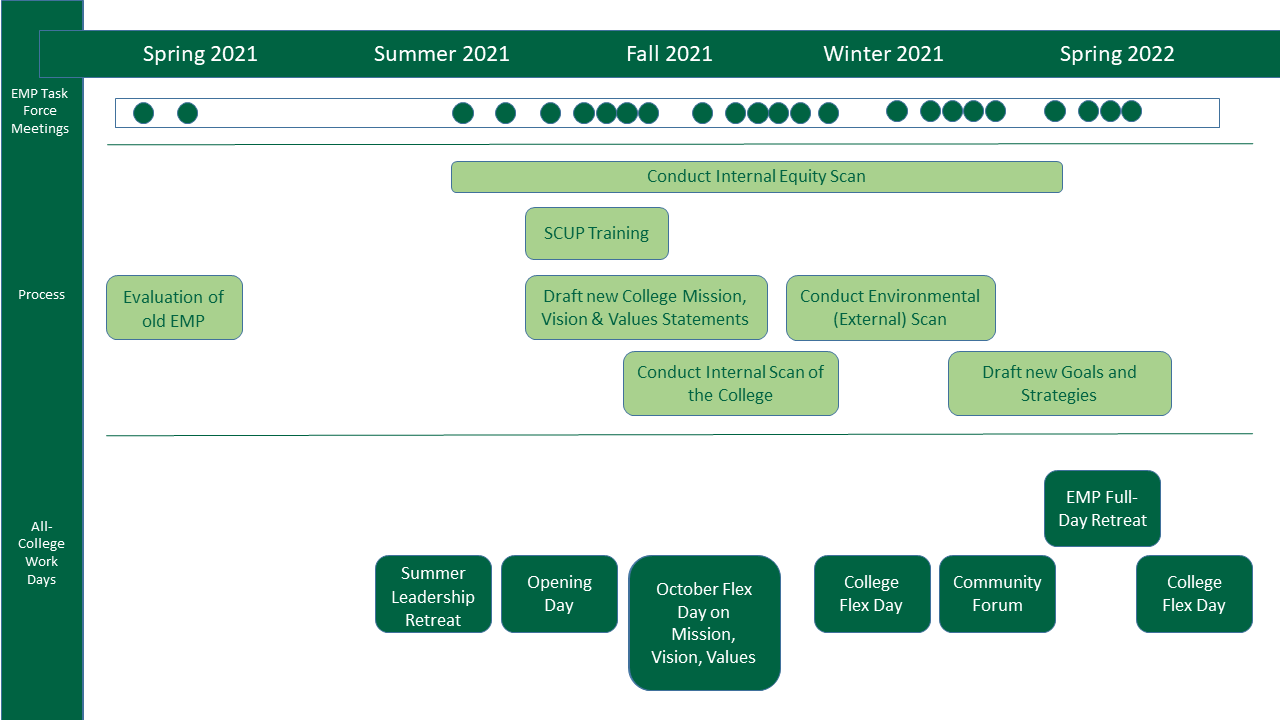 Spring 2021
Summer 2021
Fall 2021
Winter 2021
Spring 2022
EMP Task
Force
Meetings
Conduct Internal Equity Scan
SCUP Training
Process
Evaluation of
old EMP
Draft new College Mission,
Vision & Values Statements
Conduct Environmental
(External) Scan
Conduct Internal Scan of
the College
Draft new Goals and
Strategies
All-
College
Work
Days
EMP Full-
Day Retreat
Summer
Leadership
Retreat
Opening
Day
October Flex
Day on
Mission,
Vision, Values
College
Flex Day
Community
Forum
College
Flex Day